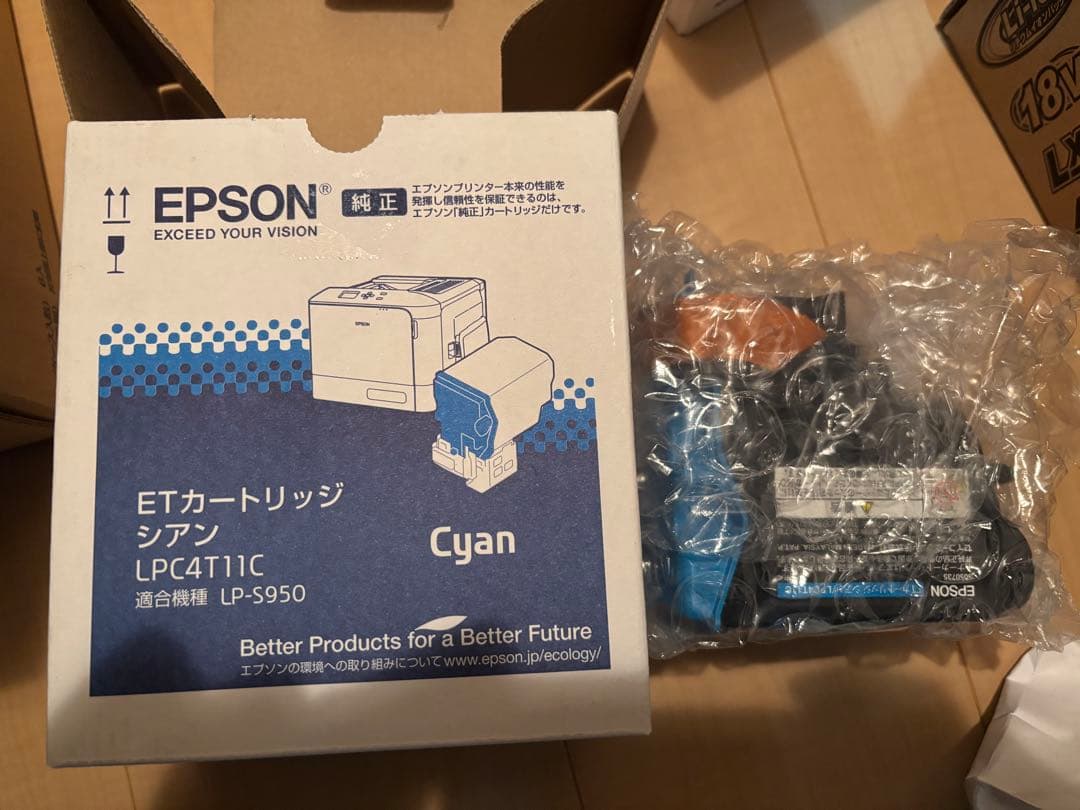 EPSON®
EXCEED YOUR VISION
純正
エプソンプリンター本来の性能を
発揮し信頼性を保証できるのは、
エプソン「純正」カートリッジだけです。
EPSON
ETカートリッジ
シアン
LPC4T11C
適合機種 LP-S950
Cyan
Better Products for a Better Future
エプソンの環境への取り組みについて www.epson.jp/ecology/
EPSON
18V
LX